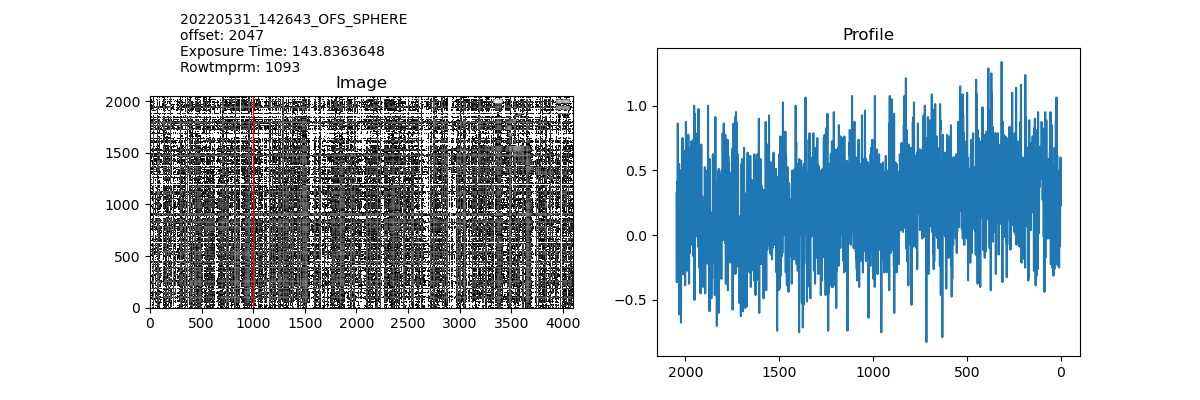 20220531_142643_OFS_SPHERE
offset: 2047
Exposure Time: 143.8363648
Rowtmprm: 1093
Image
2000
1500
1000
500
0
0 500 1000 1500 2000 2500 3000 3500 4000
Profile
1.0
0.5
0.0
−0.5
2000 1500 1000 500 0